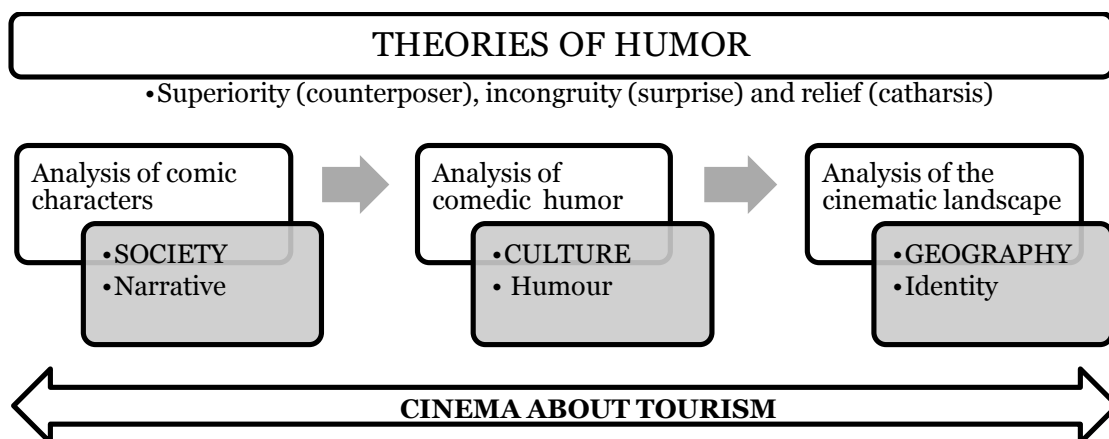 THEORIES OF HUMOR
•Superiority (counterposer), incongruity (surprise) and relief (catharsis)
Analysis of comic
characters
•SOCIETY
•Narrative
Analysis of
comedic humor
•CULTURE
• Humour
Analysis of the
cinematic landscape
•GEOGRAPHY
•Identity
CINEMA ABOUT TOURISM